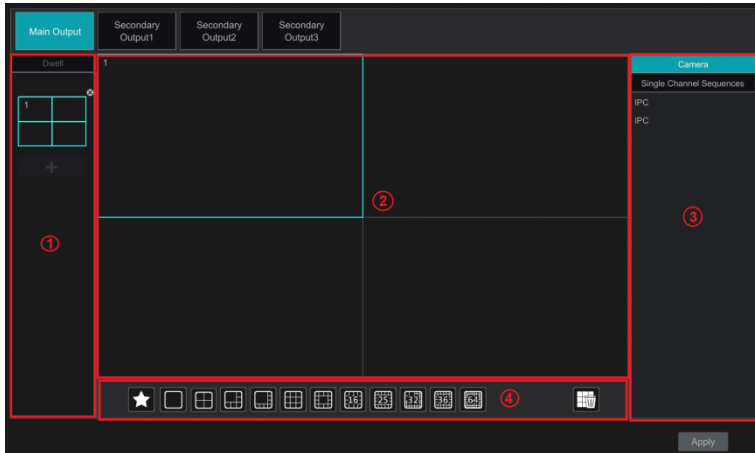 Main Output
Secondary
Output1
Secondary
Output2
Secondary
Output3
Dwell
1
1
Camera
Single Channel Sequences
IPC
IPC
①
②
③
16
25
32
36
64
④
Apply